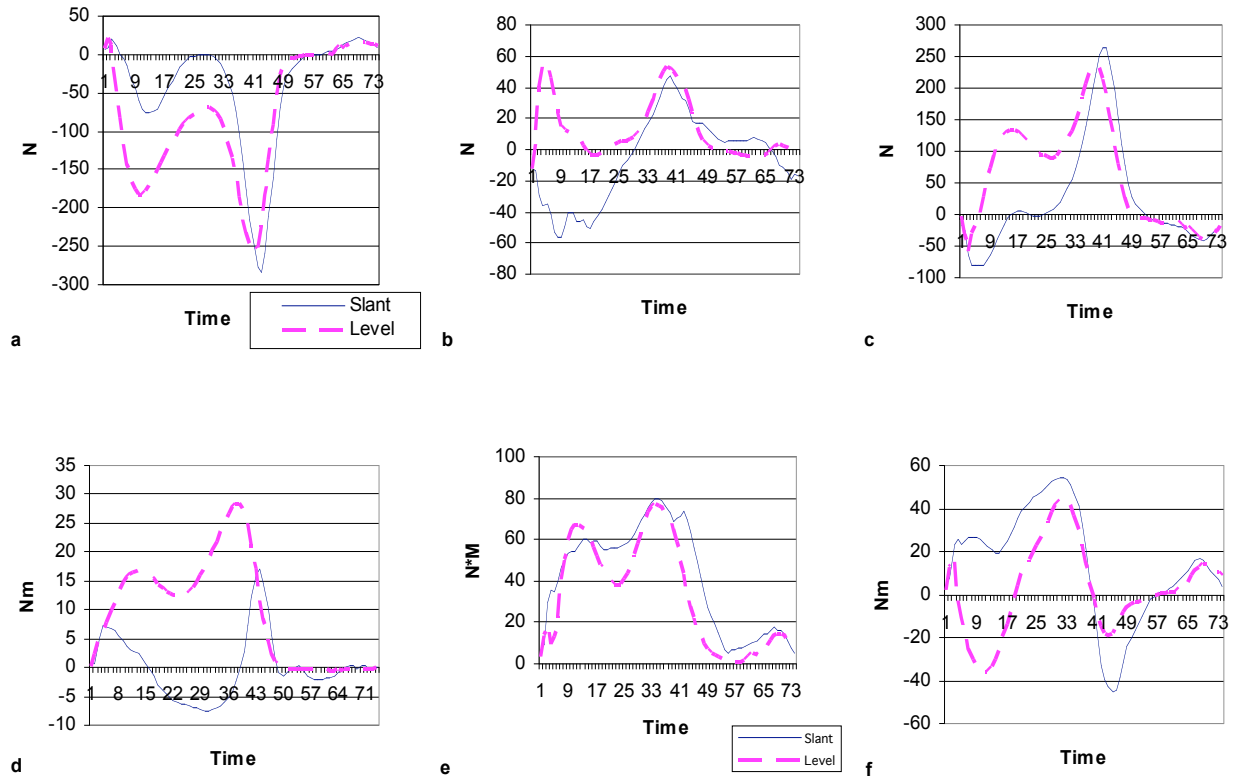 50
0
-50
-100
-150
-200
-250
-300
1 9 17 25 33 41 49 57 65 73
N
Time
Slant
Level
a
80
60
40
20
0
-20
-40
-60
-80
1 9 17 25 33 41 49 57 65 73
N
Time
b
300
250
200
150
100
50
0
-50
-100
1 9 17 25 33 41 49 57 65 73
N
Time
c
35
30
25
20
15
10
5
0
-5
-10
1 8 15 22 29 36 43 50 57 64 71
Nm
Time
d
100
80
60
40
20
0
1 9 17 25 33 41 49 57 65 73
N*M
Time
Slant
Level
e
60
40
20
0
-20
-40
-60
1 9 17 25 33 41 49 57 65 73
Nm
Time
f